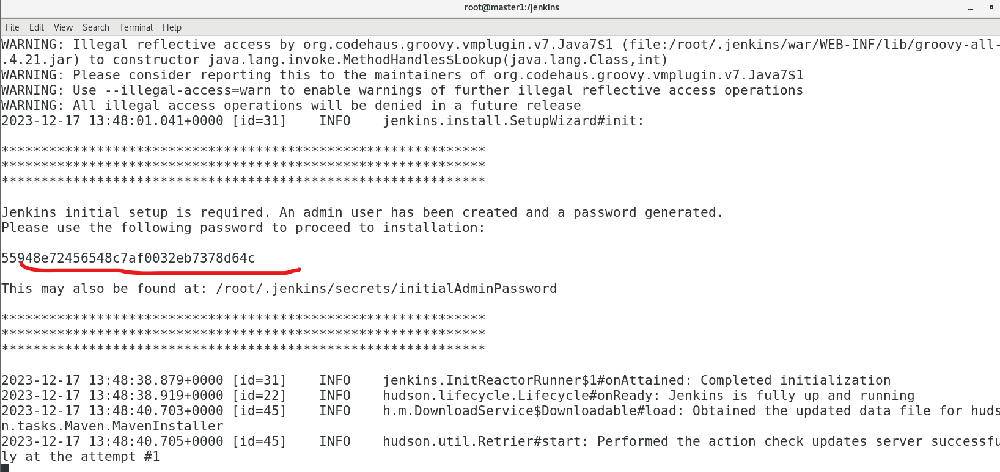 root@master1:/jenkins
File Edit View Search Terminal Help
WARNING: Illegal reflective access by org.codehaus.groovy.vmplugin.v7.Java7$1 (file:/root/.jenkins/war/WEB-INF/lib/groovy-all-
.4.21.jar) to constructor java.lang.invoke.MethodHandles$Lookup(java.lang.Class,int)
WARNING: Please consider reporting this to the maintainers of org.codehaus.groovy.vmplugin.v7.Java7$1
WARNING: Use --illegal-access=warn to enable warnings of further illegal reflective access operations
WARNING: All illegal access operations will be denied in a future release
2023-12-17 13:48:01.041+0000 [id=31]    INFO    jenkins.install.SetupWizard#init:
*************************************************************
*************************************************************
*************************************************************
Jenkins initial setup is required. An admin user has been created and a password generated.
Please use the following password to proceed to installation:
55948e72456548c7af0032eb7378d64c
This may also be found at: /root/.jenkins/secrets/initialAdminPassword
*************************************************************
*************************************************************
*************************************************************
2023-12-17 13:48:38.879+0000 [id=31]    INFO    jenkins.InitReactorRunner$1#onAttained: Completed initialization
2023-12-17 13:48:38.919+0000 [id=22]    INFO    hudson.lifecycle.Lifecycle#onReady: Jenkins is fully up and running
2023-12-17 13:48:40.703+0000 [id=45]    INFO    h.m.DownloadService$Downloadable#load: Obtained the updated data file for huds
n.tasks.Maven.MavenInstaller
2023-12-17 13:48:40.705+0000 [id=45]    INFO    hudson.util.Retrier#start: Performed the action check updates server successfu
ly at the attempt #1